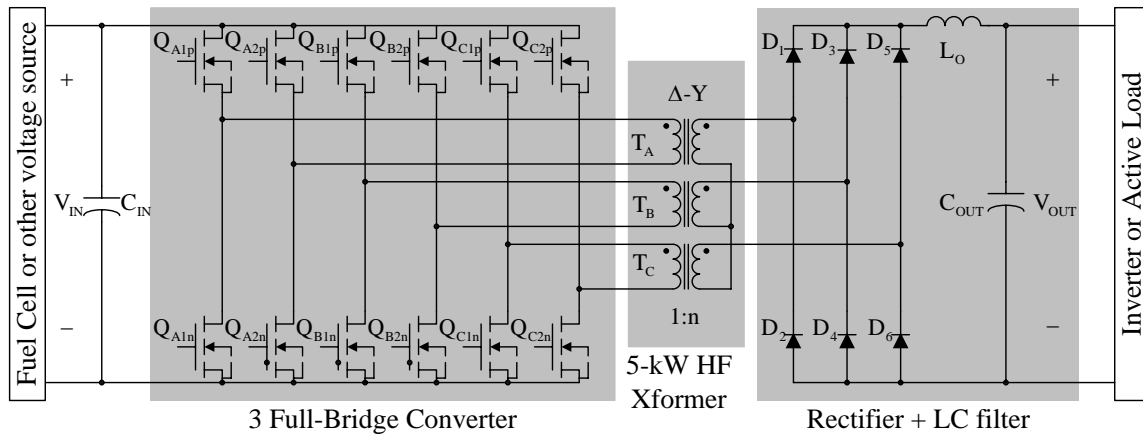 Fuel Cell or other voltage source
+
V_IN
−
C_IN
Q_A1p Q_A2p Q_B1p Q_B2p Q_C1p Q_C2p
Q_A1n Q_A2n Q_B1n Q_B2n Q_C1n Q_C2n
3 Full-Bridge Converter
Δ-Y
T_A
T_B
T_C
1:n
5-kW HF
Xformer
D_1 D_3 D_5
L_O
D_2 D_4 D_6
C_OUT
+
V_OUT
−
Rectifier + LC filter
Inverter or Active Load